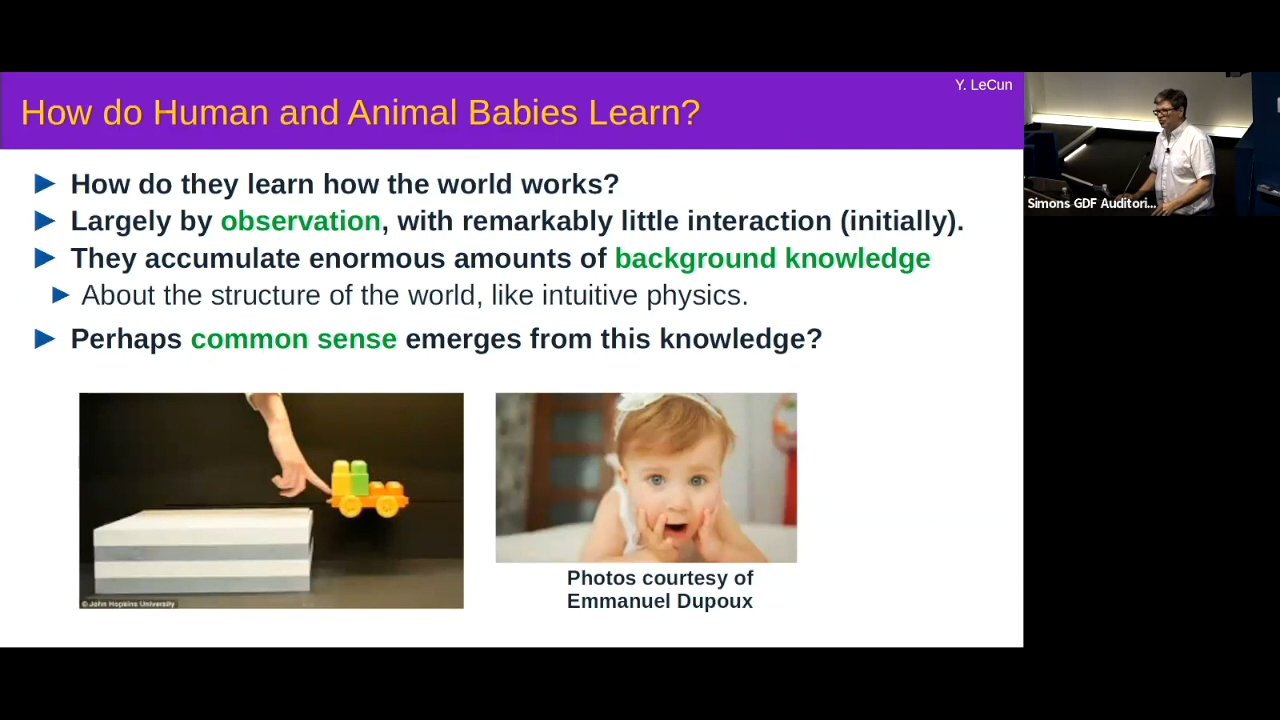 Y. LeCun
How do Human and Animal Babies Learn?
How do they learn how the world works?
Largely by observation, with remarkably little interaction (initially).
They accumulate enormous amounts of background knowledge
About the structure of the world, like intuitive physics.
Perhaps common sense emerges from this knowledge?
© John Hopkins University
Photos courtesy of
Emmanuel Dupoux
Simons GDF Auditori...